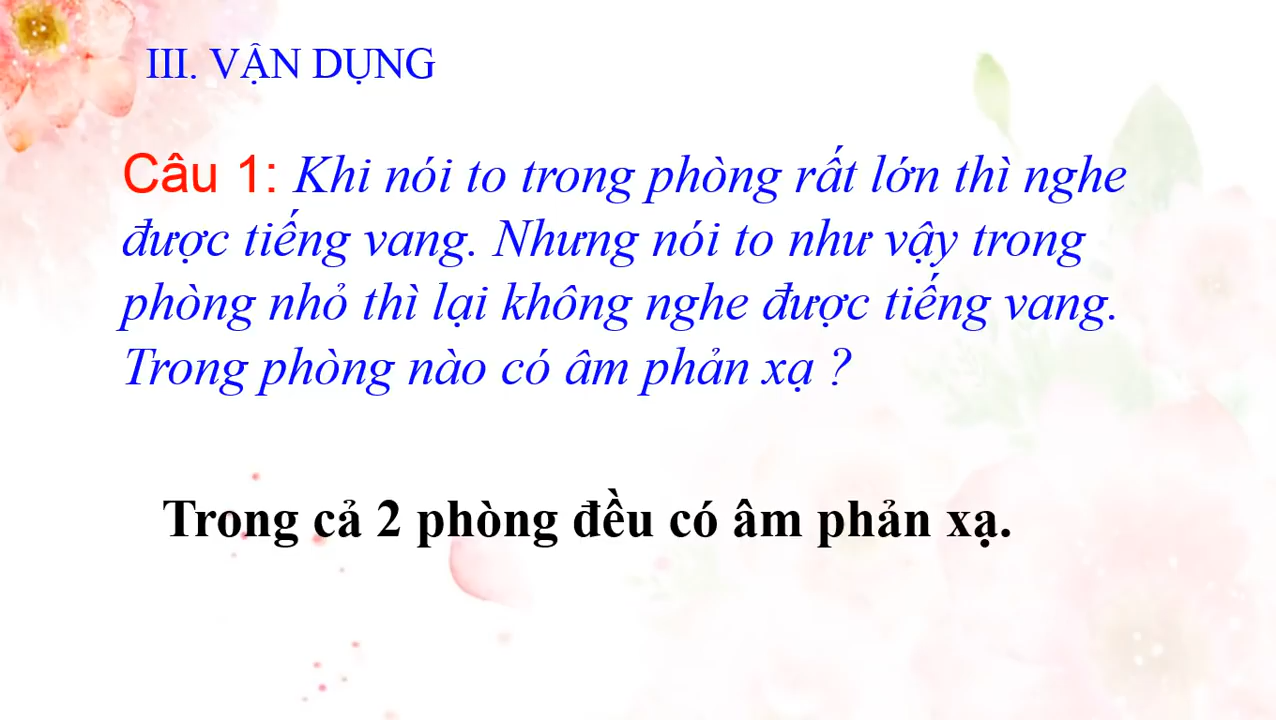 III. VẬN DỤNG
Câu 1: Khi nói to trong phòng rất lớn thì nghe
được tiếng vang. Nhưng nói to như vậy trong
phòng nhỏ thì lại không nghe được tiếng vang.
Trong phòng nào có âm phản xạ ?
Trong cả 2 phòng đều có âm phản xạ.